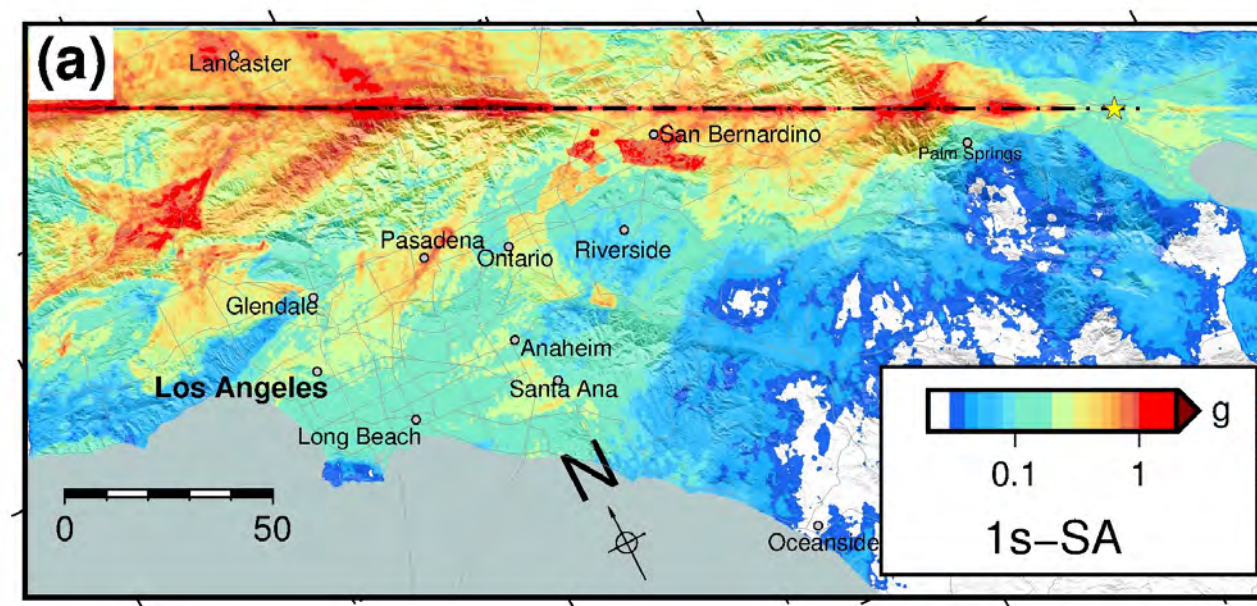 (a)
Lancaster
San Bernardino
Palm Springs
Pasadena
Ontario
Riverside
Glendale
Anaheim
Los Angeles
Santa Ana
Long Beach
N
0 50
Oceanside
g
0.1 1
1s-SA